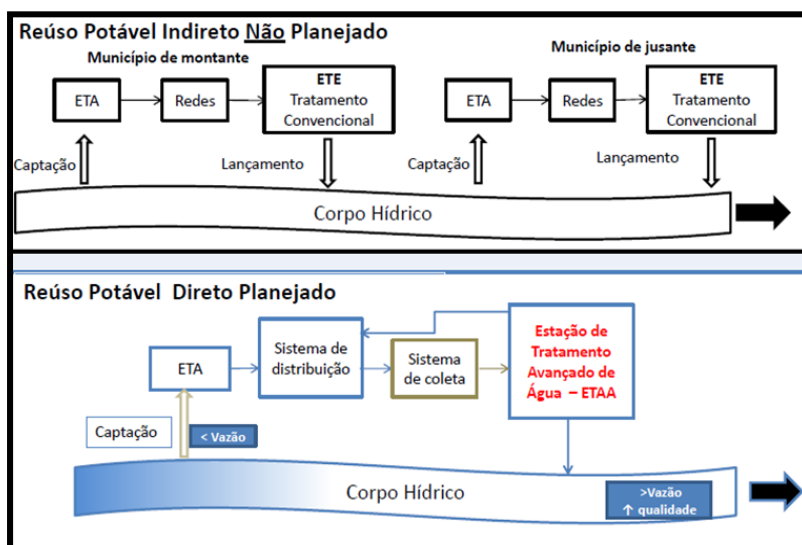 Reúso Potável Indireto Não Planejado
Município de montante
Município de jusante
ETA
Redes
ETE
Tratamento
Convencional
ETA
Redes
ETE
Tratamento
Convencional
Captação
Lançamento
Captação
Lançamento
Corpo Hídrico
Reúso Potável Direto Planejado
ETA
Sistema de
distribuição
Sistema
de coleta
Estação de
Tratamento
Avançado de
Água – ETAA
Captação
< Vazão
Corpo Hídrico
>Vazão
↑ qualidade